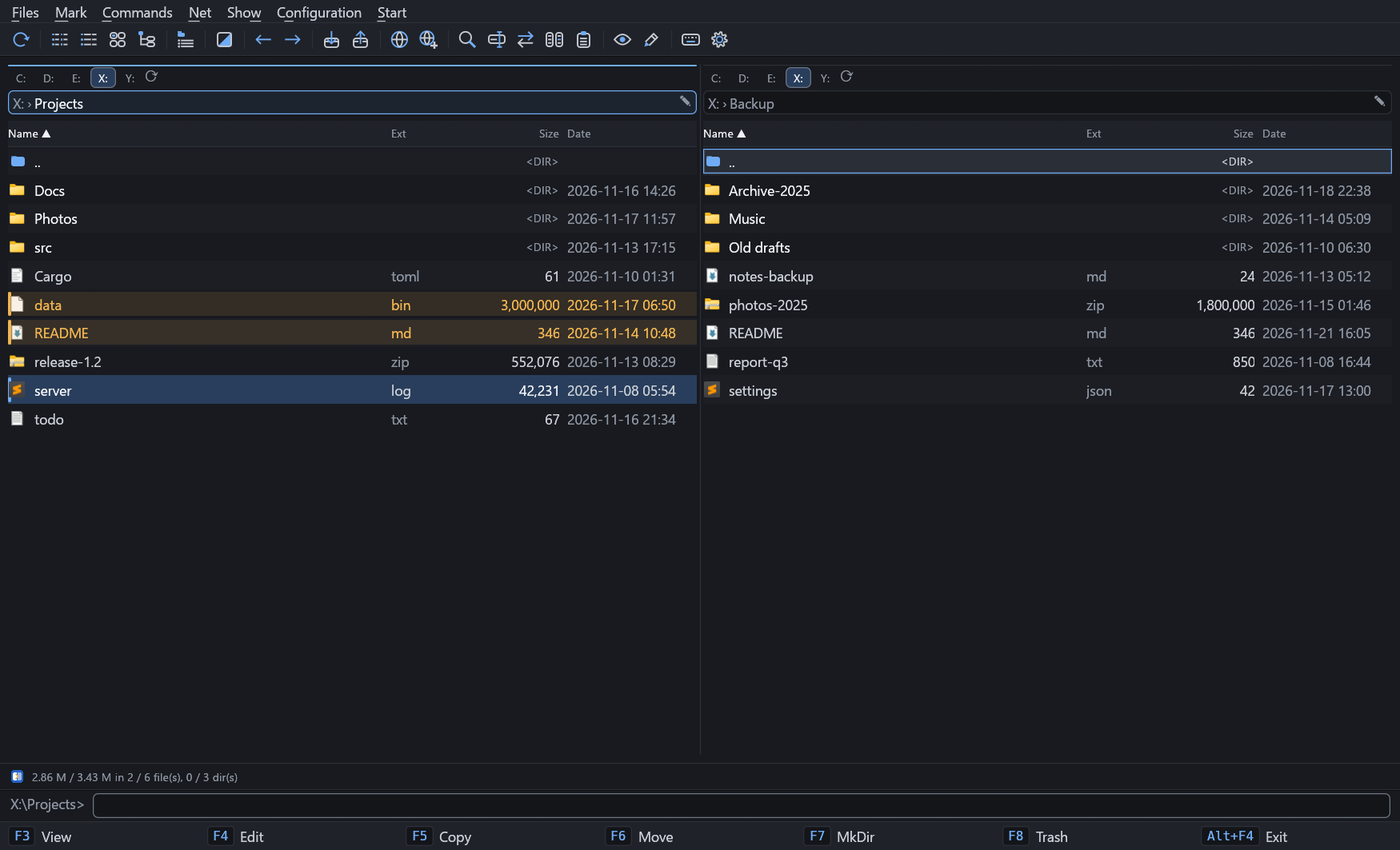 Files Mark Commands Net Show Configuration Start
C: D: E: X: Y:
X: › Projects
Name ▲ Ext Size Date
.. <DIR>
Docs <DIR> 2026-11-16 14:26
Photos <DIR> 2026-11-17 11:57
src <DIR> 2026-11-13 17:15
Cargo toml 61 2026-11-10 01:31
data bin 3,000,000 2026-11-17 06:50
README md 346 2026-11-14 10:48
release-1.2 zip 552,076 2026-11-13 08:29
server log 42,231 2026-11-08 05:54
todo txt 67 2026-11-16 21:34
C: D: E: X: Y:
X: › Backup
Name ▲ Ext Size Date
.. <DIR>
Archive-2025 <DIR> 2026-11-18 22:38
Music <DIR> 2026-11-14 05:09
Old drafts <DIR> 2026-11-10 06:30
notes-backup md 24 2026-11-13 05:12
photos-2025 zip 1,800,000 2026-11-15 01:46
README md 346 2026-11-21 16:05
report-q3 txt 850 2026-11-08 16:44
settings json 42 2026-11-17 13:00
2.86 M / 3.43 M in 2 / 6 file(s), 0 / 3 dir(s)
X:\Projects>
F3 View F4 Edit F5 Copy F6 Move F7 MkDir F8 Trash Alt+F4 Exit